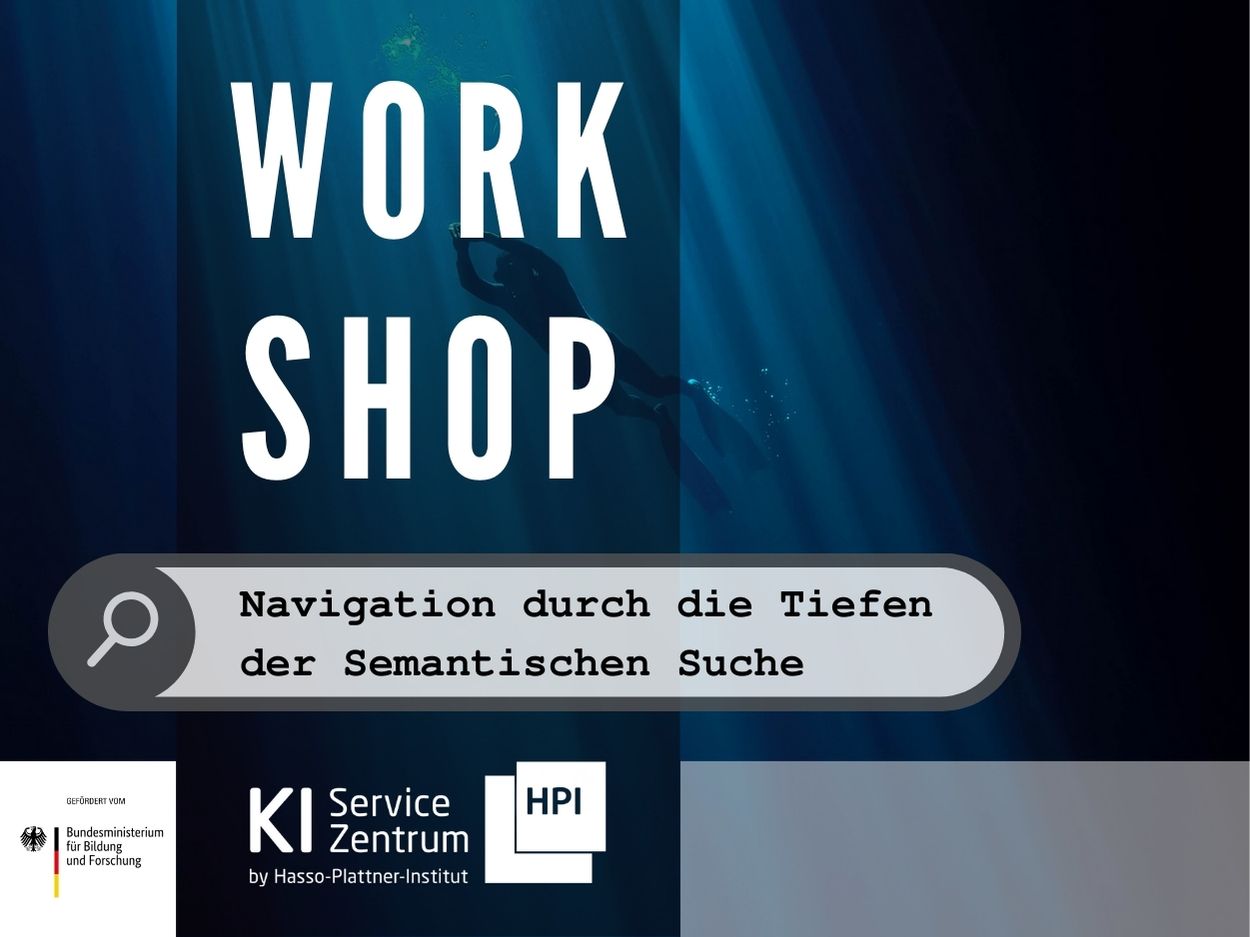 WORK
SHOP
Navigation durch die Tiefen
der Semantischen Suche
GEFÖRDERT VOM
Bundesministerium
für Bildung
und Forschung
KI Service
Zentrum
by Hasso-Plattner-Institut
HPI